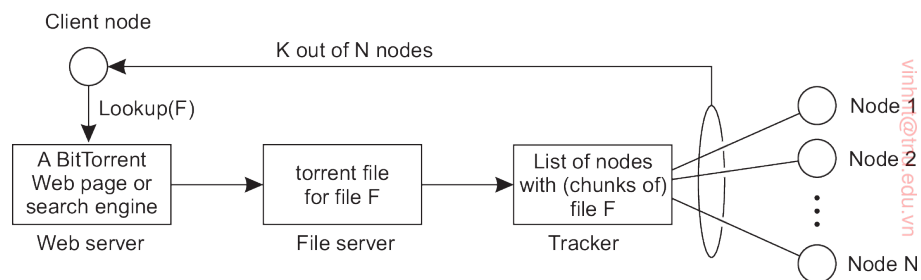 Client node
K out of N nodes
Lookup(F)
A BitTorrent
Web page or
search engine
Web server
torrent file
for file F
File server
List of nodes
with (chunks of)
file F
Tracker
Node 1
Node 2
Node N